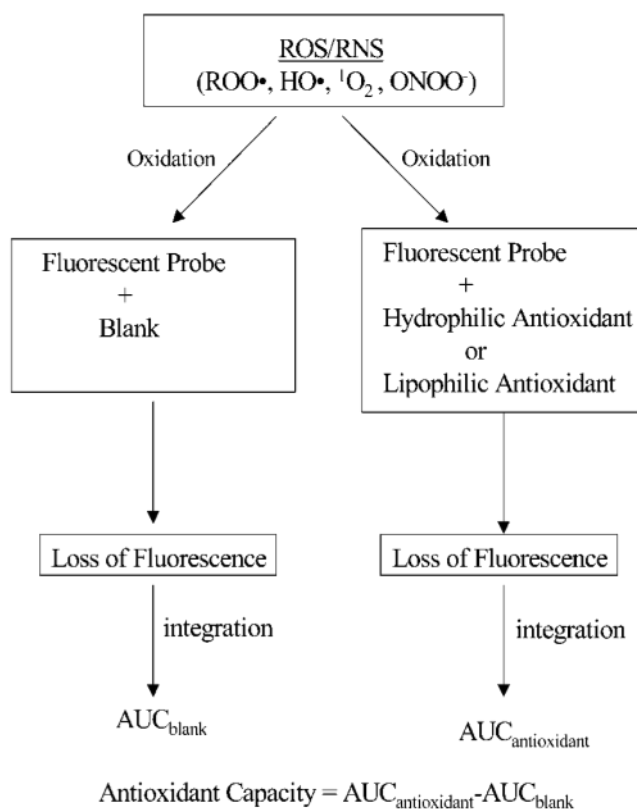 ROS/RNS
(ROO•, HO•, ¹O₂, ONOO⁻)
Oxidation
Oxidation
Fluorescent Probe
+
Blank
Fluorescent Probe
+
Hydrophilic Antioxidant
or
Lipophilic Antioxidant
Loss of Fluorescence
Loss of Fluorescence
integration
integration
AUC_blank
AUC_antioxidant
Antioxidant Capacity = AUC_antioxidant-AUC_blank